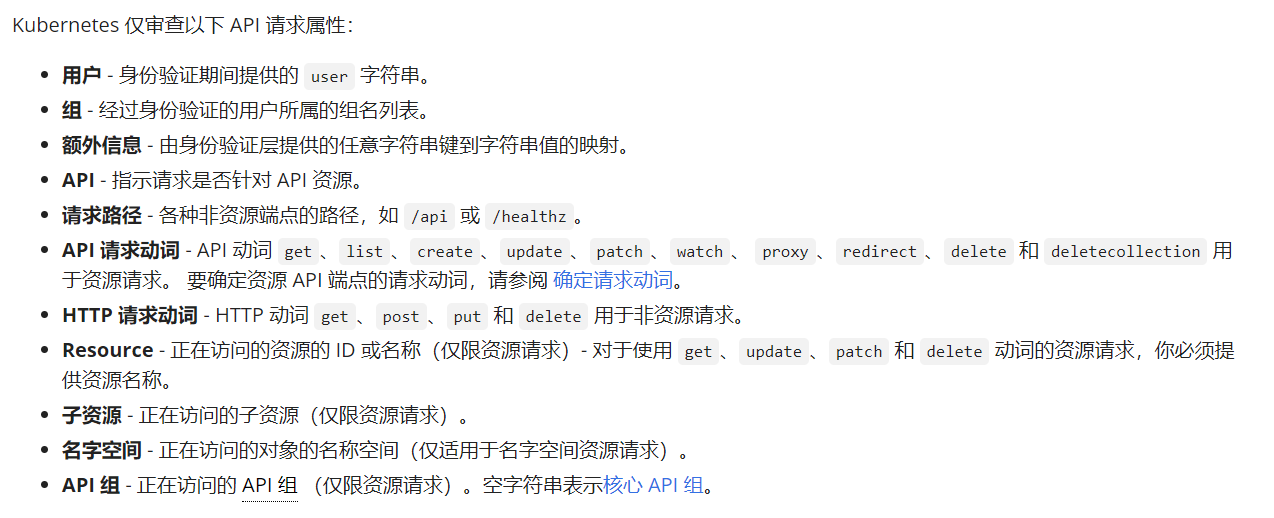 Kubernetes 仅审查以下 API 请求属性：
• 用户 - 身份验证期间提供的 user 字符串。
• 组 - 经过身份验证的用户所属的组名列表。
• 额外信息 - 由身份验证层提供的任意字符串键到字符串值的映射。
• API - 指示请求是否针对 API 资源。
• 请求路径 - 各种非资源端点的路径，如 /api 或 /healthz。
• API 请求动词 - API 动词 get、list、create、update、patch、watch、 proxy、redirect、delete 和 deletecollection 用
于资源请求。 要确定资源 API 端点的请求动词，请参阅 确定请求动词。
• HTTP 请求动词 - HTTP 动词 get、post、put 和 delete 用于非资源请求。
• Resource - 正在访问的资源的 ID 或名称（仅限资源请求）- 对于使用 get、update、patch 和 delete 动词的资源请求，你必须提
供资源名称。
• 子资源 - 正在访问的子资源（仅限资源请求）。
• 名字空间 - 正在访问的对象的名称空间（仅适用于名字空间资源请求）。
• API 组 - 正在访问的 API 组 （仅限资源请求）。空字符串表示核心 API 组。